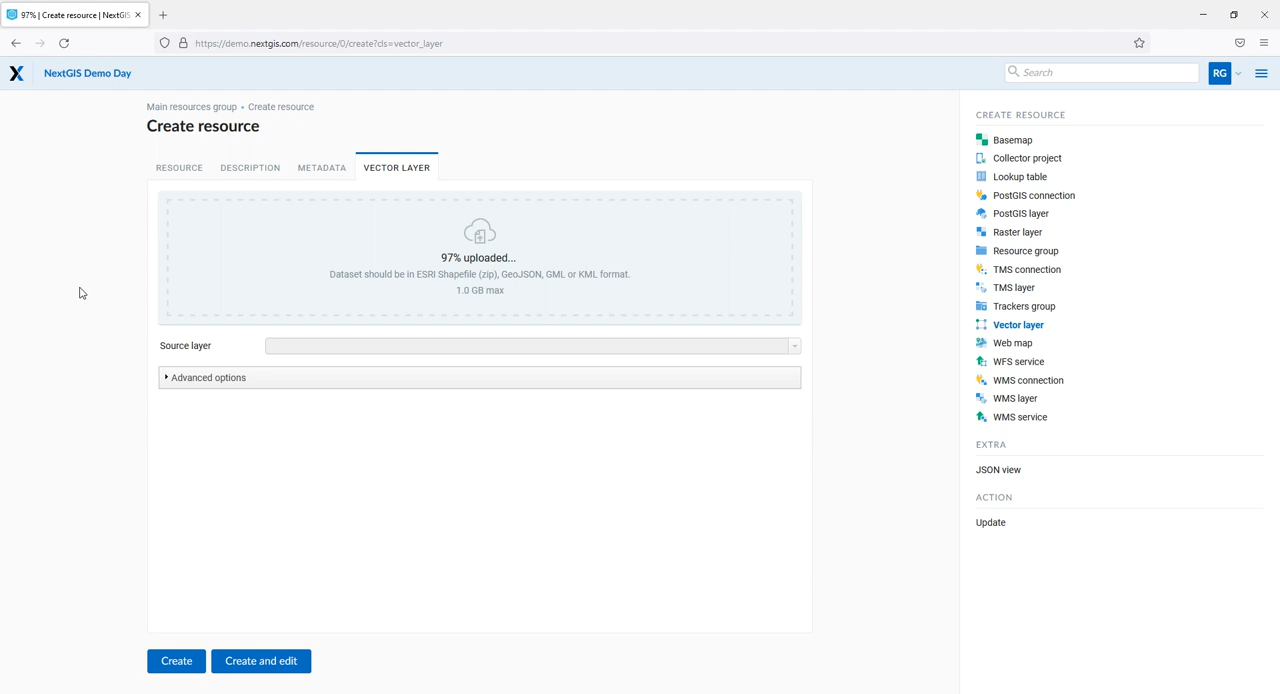 97% | Create resource | NextGIS
https://demo.nextgis.com/resource/0/create?cls=vector_layer
NextGIS Demo Day
Search
RG
Main resources group • Create resource
Create resource
RESOURCE
DESCRIPTION
METADATA
VECTOR LAYER
97% uploaded...
Dataset should be in ESRI Shapefile (zip), GeoJSON, GML or KML format.
1.0 GB max
Source layer
Advanced options
Create
Create and edit
CREATE RESOURCE
Basemap
Collector project
Lookup table
PostGIS connection
PostGIS layer
Raster layer
Resource group
TMS connection
TMS layer
Trackers group
Vector layer
Web map
WFS service
WMS connection
WMS layer
WMS service
EXTRA
JSON view
ACTION
Update